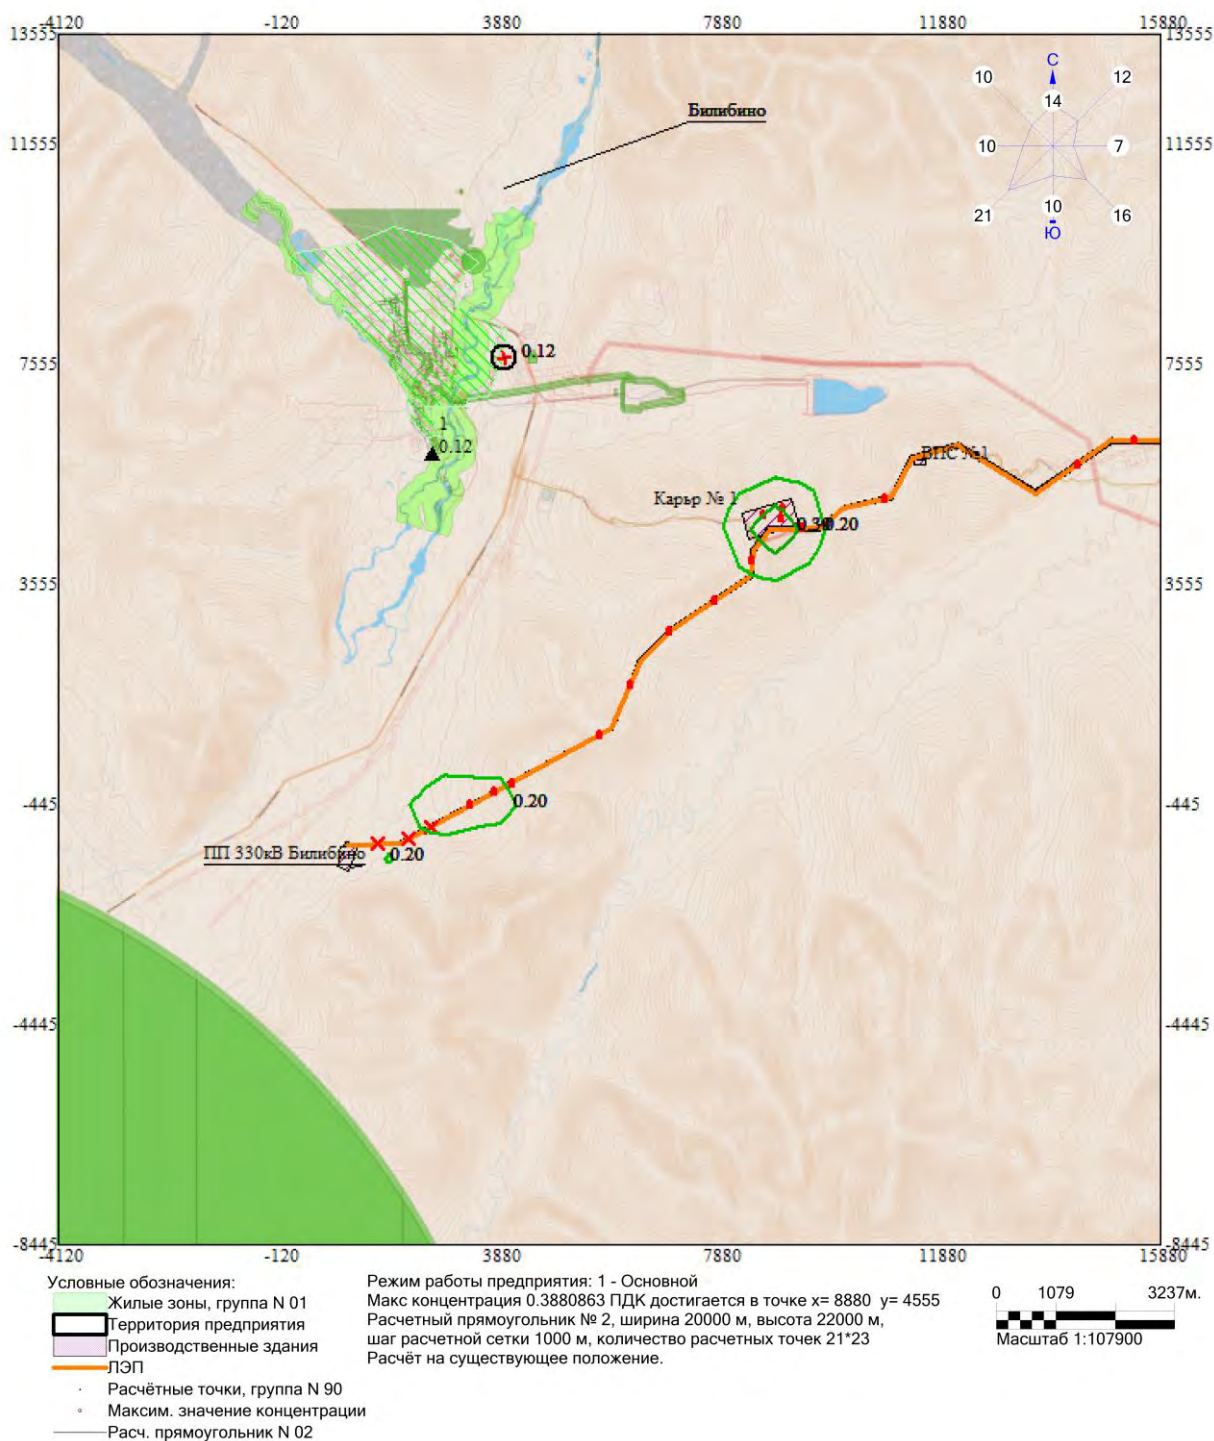 -4120 -120 3880 7880 11880 15880
13555 13555
С
10 12
14
Билибино
11555 11555
10 7
10
21 16
Ю
0.12
7555 7555
1
0.12
ВПС №1
Карьр № 1
0.20
3555 3555
-445 -445
0.20
ПП 330кВ Билибино
0.20
-4445 -4445
-8445 -8445
-4120 -120 3880 7880 11880 15880
Условные обозначения:
Жилые зоны, группа N 01
Территория предприятия
Производственные здания
ЛЭП
Расчётные точки, группа N 90
Максим. значение концентрации
Расч. прямоугольник N 02
Режим работы предприятия: 1 - Основной
Макс концентрация 0.3880863 ПДК достигается в точке x= 8880 y= 4555
Расчетный прямоугольник № 2, ширина 20000 м, высота 22000 м,
шаг расчетной сетки 1000 м, количество расчетных точек 21*23
Расчёт на существующее положение.
0 1079 3237м.
Масштаб 1:107900